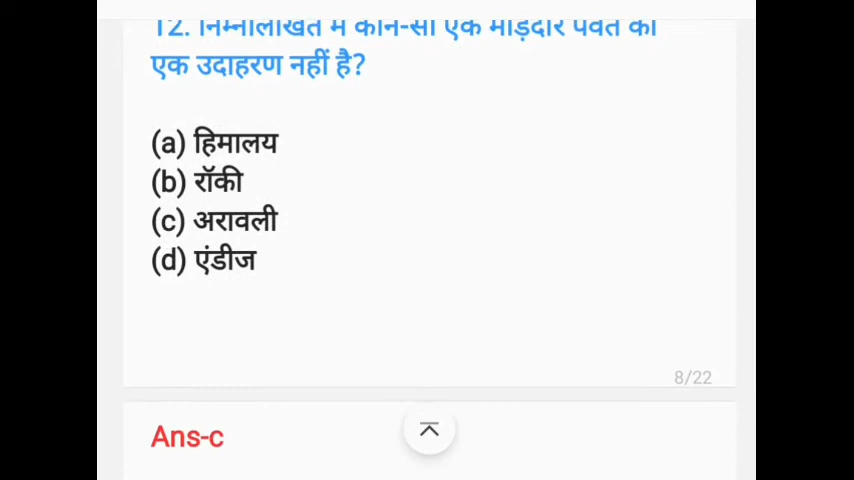 12. निम्नलिखित में कौन-सा एक मोड़दार पर्वत का
एक उदाहरण नहीं है?
(a) हिमालय
(b) रॉकी
(c) अरावली
(d) एंडीज
8/22
Ans-c